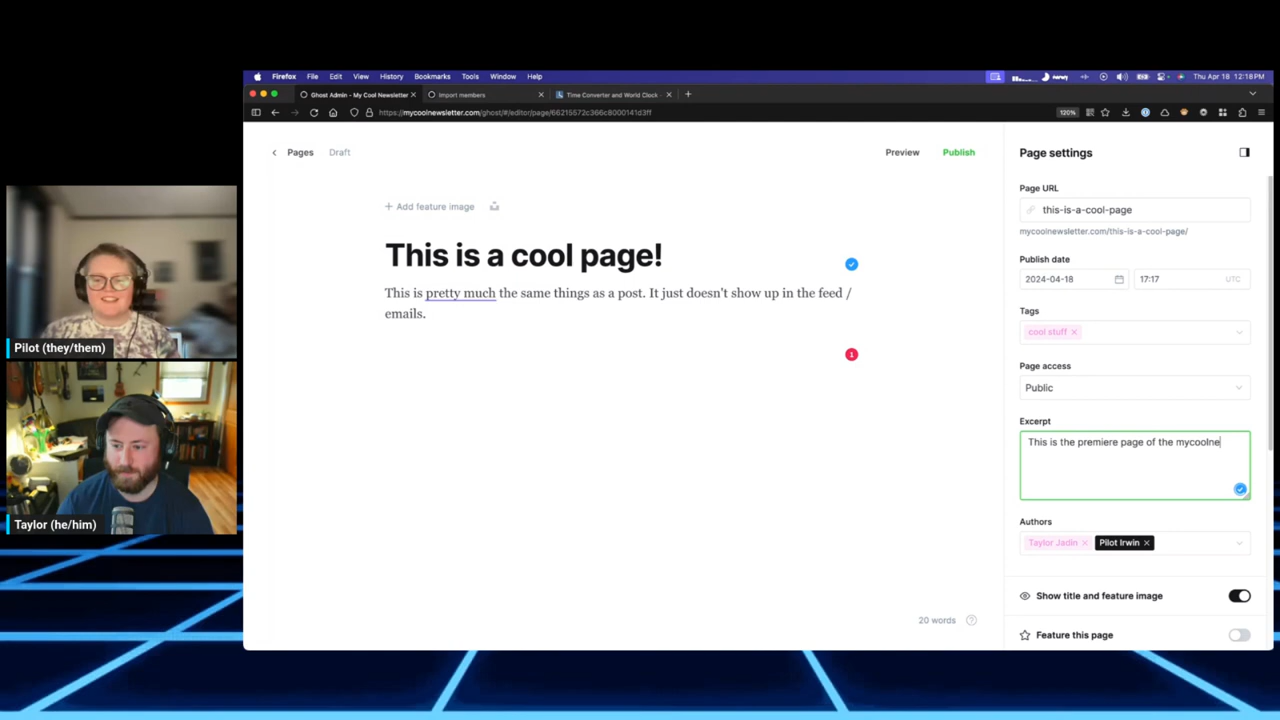 Firefox File Edit View History Bookmarks Tools Window Help
Thu Apr 18 12:18 PM
Ghost Admin - My Cool Newsletter
Import members
Time Converter and World Clock -
https://mycoolnewsletter.com/ghost/#/editor/page/66215672c366c8000141d3ff
120%
Pages Draft
Preview Publish
Page settings
+ Add feature image
This is a cool page!
This is pretty much the same things as a post. It just doesn't show up in the feed /
emails.
1
20 words
Page URL
this-is-a-cool-page
mycoolnewsletter.com/this-is-a-cool-page/
Publish date
2024-04-18
17:17 UTC
Tags
cool stuff
Page access
Public
Excerpt
This is the premiere page of the mycoolne
Authors
Taylor Jadin
Pilot Irwin
Show title and feature image
Feature this page
Pilot (they/them)
Taylor (he/him)